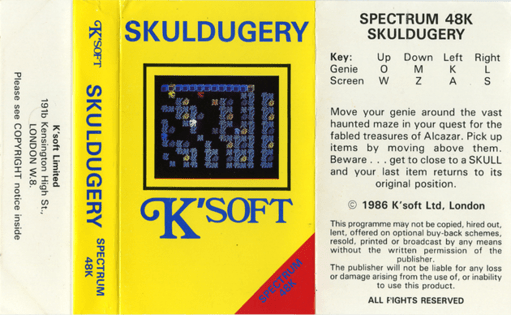 K'soft Limited
191b Kensington High St.,
LONDON W.8.
Please see COPYRIGHT notice inside
K'SOFT
SKULDUGERY
SPECTRUM
48K
SKULDUGERY
K'SOFT
SPECTRUM
48K
SPECTRUM 48K
SKULDUGERY
Key: Up Down Left Right
Genie O M K L
Screen W Z A S
Move your genie around the vast
haunted maze in your quest for the
fabled treasures of Alcazar. Pick up
items by moving above them.
Beware . . . get to close to a SKULL
and your last item returns to its
original position.
© 1986 K'soft Ltd, London
This programme may not be copied, hired out,
lent, offered on optional buy-back schemes,
resold, printed or broadcast by any means
without the written permission of the
publisher.
The publisher will not be liable for any loss
or damage arising from the use of, or inability
to use this product.
ALL RIGHTS RESERVED